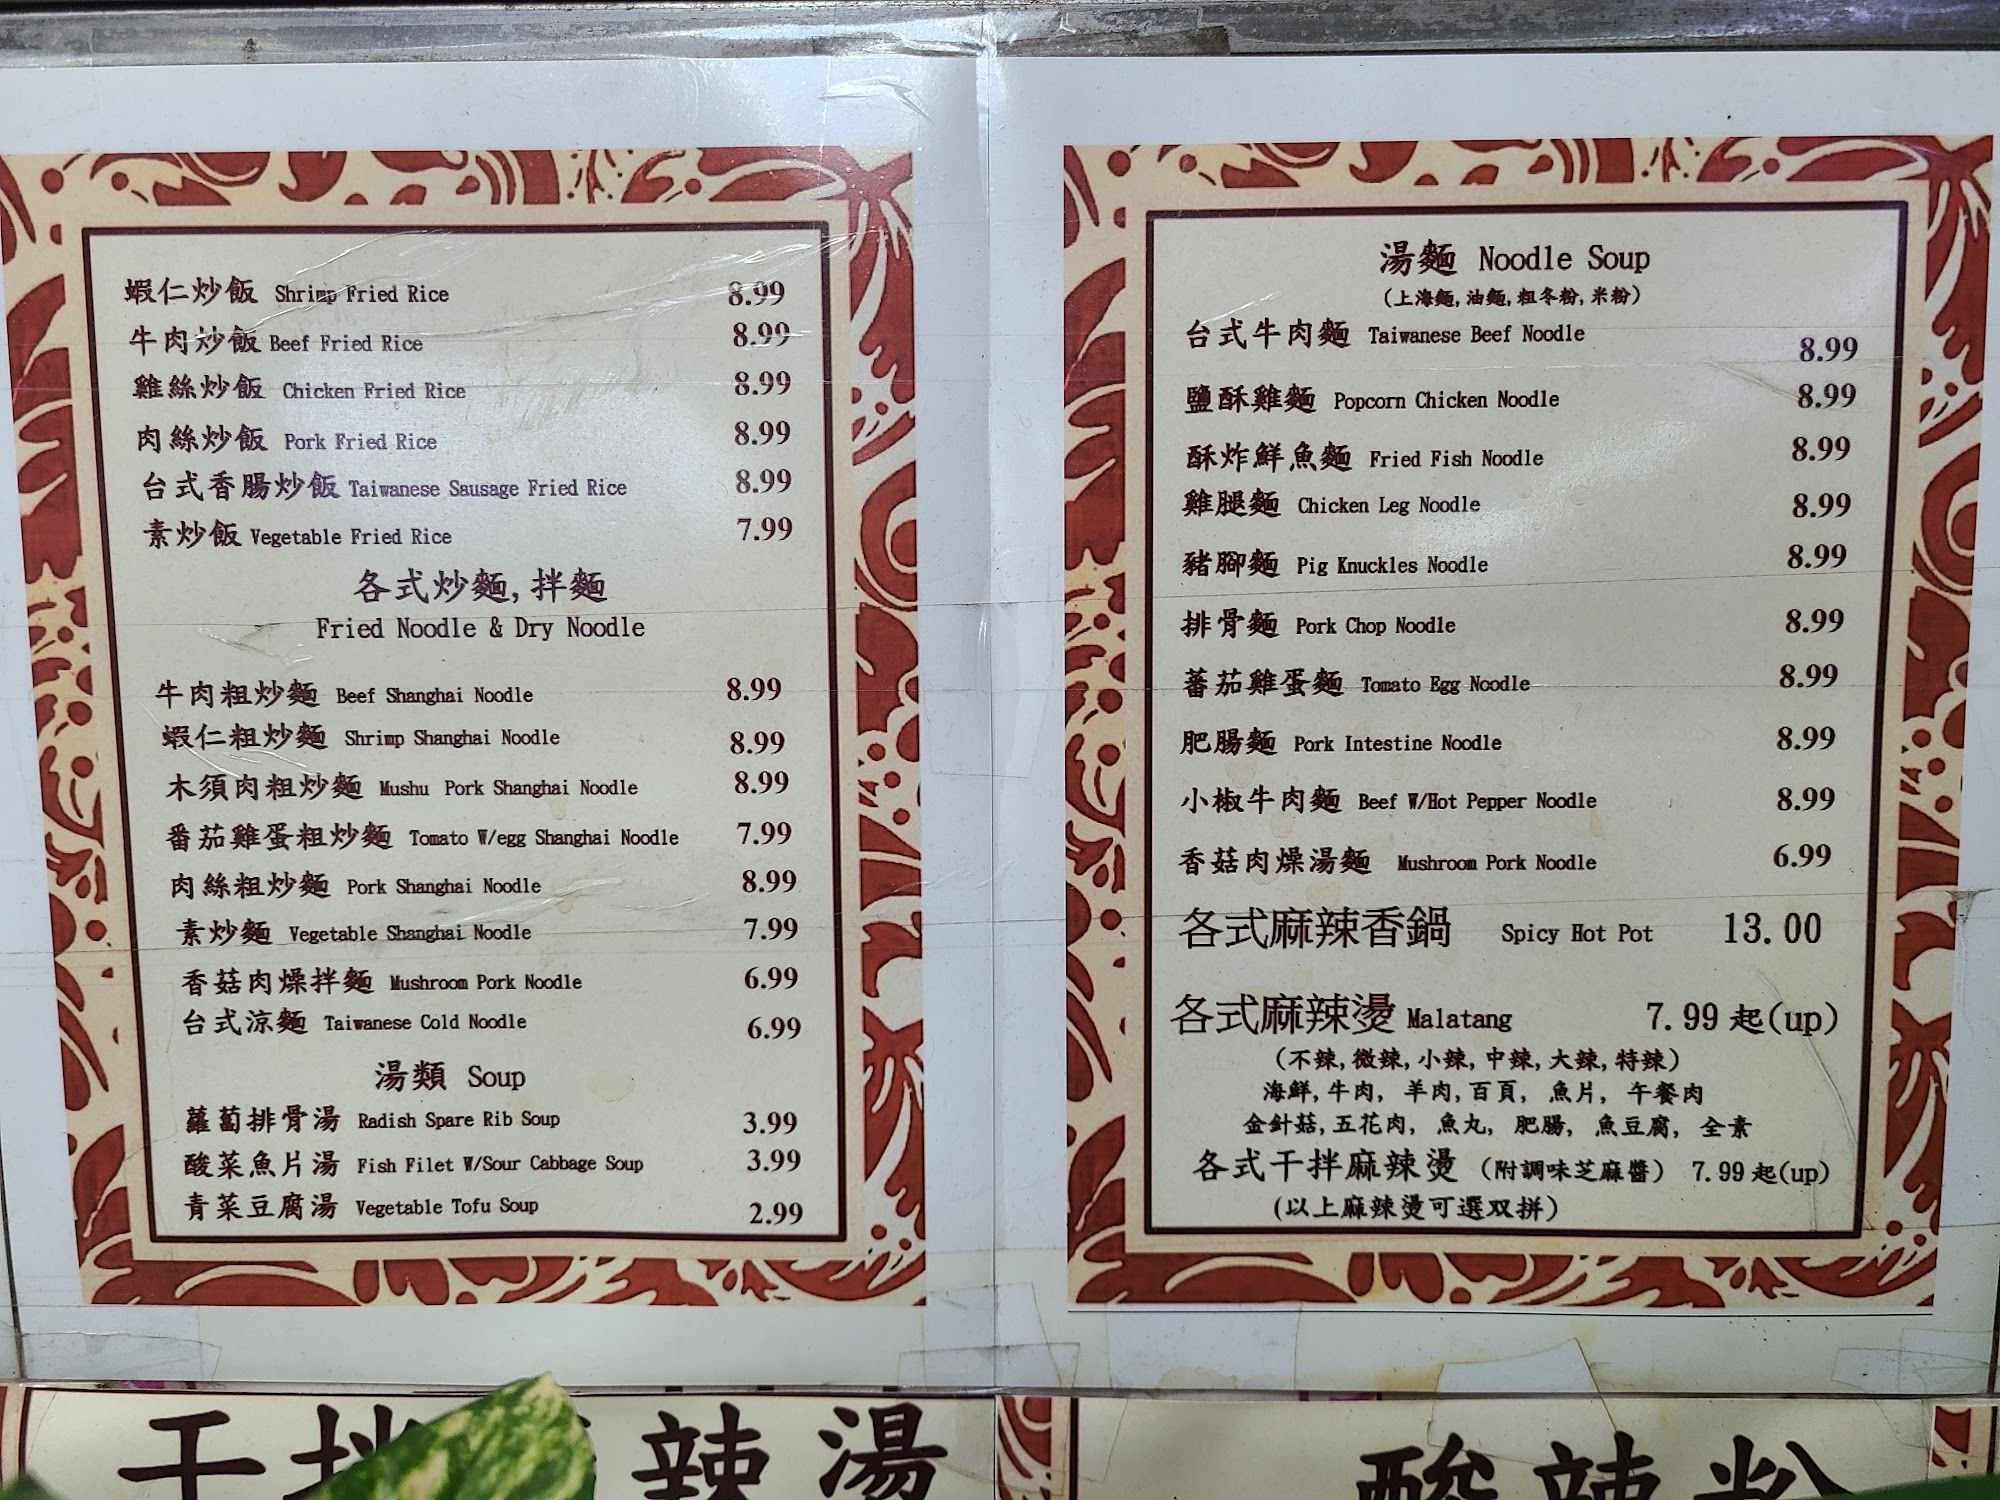 蝦仁炒飯 Shrimp Fried Rice 8.99
牛肉炒飯 Beef Fried Rice 8.99
雞絲炒飯 Chicken Fried Rice 8.99
肉絲炒飯 Pork Fried Rice 8.99
台式香腸炒飯 Taiwanese Sausage Fried Rice 8.99
素炒飯 Vegetable Fried Rice 7.99
各式炒麵,拌麵
Fried Noodle & Dry Noodle
牛肉粗炒麵 Beef Shanghai Noodle 8.99
蝦仁粗炒麵 Shrimp Shanghai Noodle 8.99
木須肉粗炒麵 Mushu Pork Shanghai Noodle 8.99
番茄雞蛋粗炒麵 Tomato W/egg Shanghai Noodle 7.99
肉絲粗炒麵 Pork Shanghai Noodle 8.99
素炒麵 Vegetable Shanghai Noodle 7.99
香菇肉燥拌麵 Mushroom Pork Noodle 6.99
台式涼麵 Taiwanese Cold Noodle 6.99
湯類 Soup
蘿蔔排骨湯 Radish Spare Rib Soup 3.99
酸菜魚片湯 Fish Filet W/Sour Cabbage Soup 3.99
青菜豆腐湯 Vegetable Tofu Soup 2.99
湯麵 Noodle Soup
(上海麵,油麵,粗冬粉,米粉)
台式牛肉麵 Taiwanese Beef Noodle 8.99
鹽酥雞麵 Popcorn Chicken Noodle 8.99
酥炸鮮魚麵 Fried Fish Noodle 8.99
雞腿麵 Chicken Leg Noodle 8.99
豬腳麵 Pig Knuckles Noodle 8.99
排骨麵 Pork Chop Noodle 8.99
蕃茄雞蛋麵 Tomato Egg Noodle 8.99
肥腸麵 Pork Intestine Noodle 8.99
小椒牛肉麵 Beef W/Hot Pepper Noodle 8.99
香菇肉燥湯麵 Mushroom Pork Noodle 6.99
各式麻辣香鍋 Spicy Hot Pot 13.00
各式麻辣燙 Malatang 7.99 起(up)
(不辣,微辣,小辣,中辣,大辣,特辣)
海鮮,牛肉, 羊肉,百頁, 魚片, 午餐肉
金針菇,五花肉, 魚丸, 肥腸, 魚豆腐, 全素
各式干拌麻辣燙 (附調味芝麻醬) 7.99 起(up)
(以上麻辣燙可選双拼)
干拌 辣湯
酸辣粉